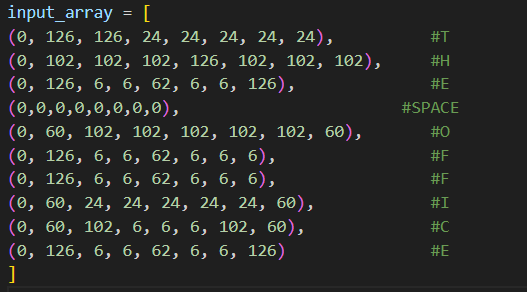 input_array = [
(0, 126, 126, 24, 24, 24, 24, 24), #T
(0, 102, 102, 102, 126, 102, 102, 102), #H
(0, 126, 6, 6, 62, 6, 6, 126), #E
(0,0,0,0,0,0,0,0), #SPACE
(0, 60, 102, 102, 102, 102, 102, 60), #O
(0, 126, 6, 6, 62, 6, 6, 6), #F
(0, 126, 6, 6, 62, 6, 6, 6), #F
(0, 60, 24, 24, 24, 24, 24, 60), #I
(0, 60, 102, 6, 6, 6, 102, 60), #C
(0, 126, 6, 6, 62, 6, 6, 126) #E
]